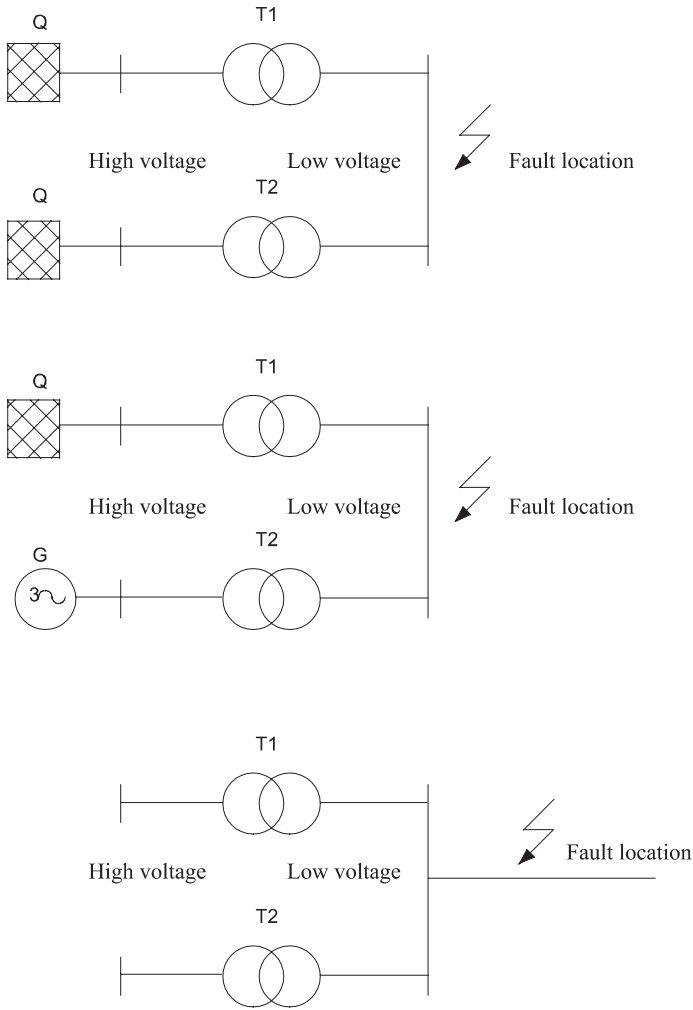 T1
Q
High voltage
Low voltage
Fault location
T2
Q
T1
Q
High voltage
Low voltage
Fault location
T2
G
3
T1
Fault location
High voltage
Low voltage
T2